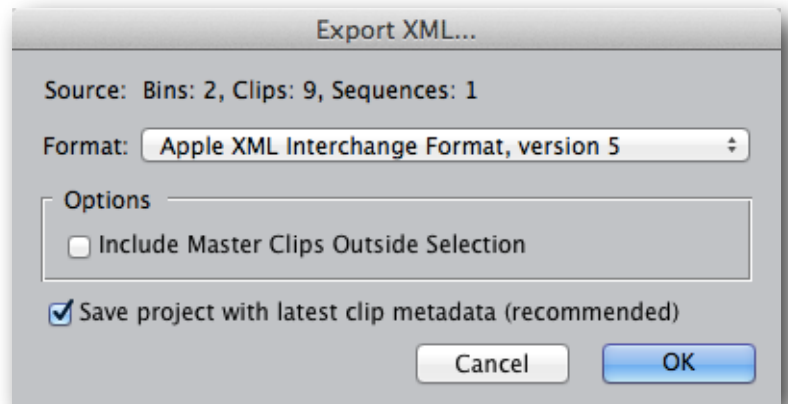 Export XML...
Source: Bins: 2, Clips: 9, Sequences: 1
Format: Apple XML Interchange Format, version 5
Options
Include Master Clips Outside Selection
Save project with latest clip metadata (recommended)
Cancel OK